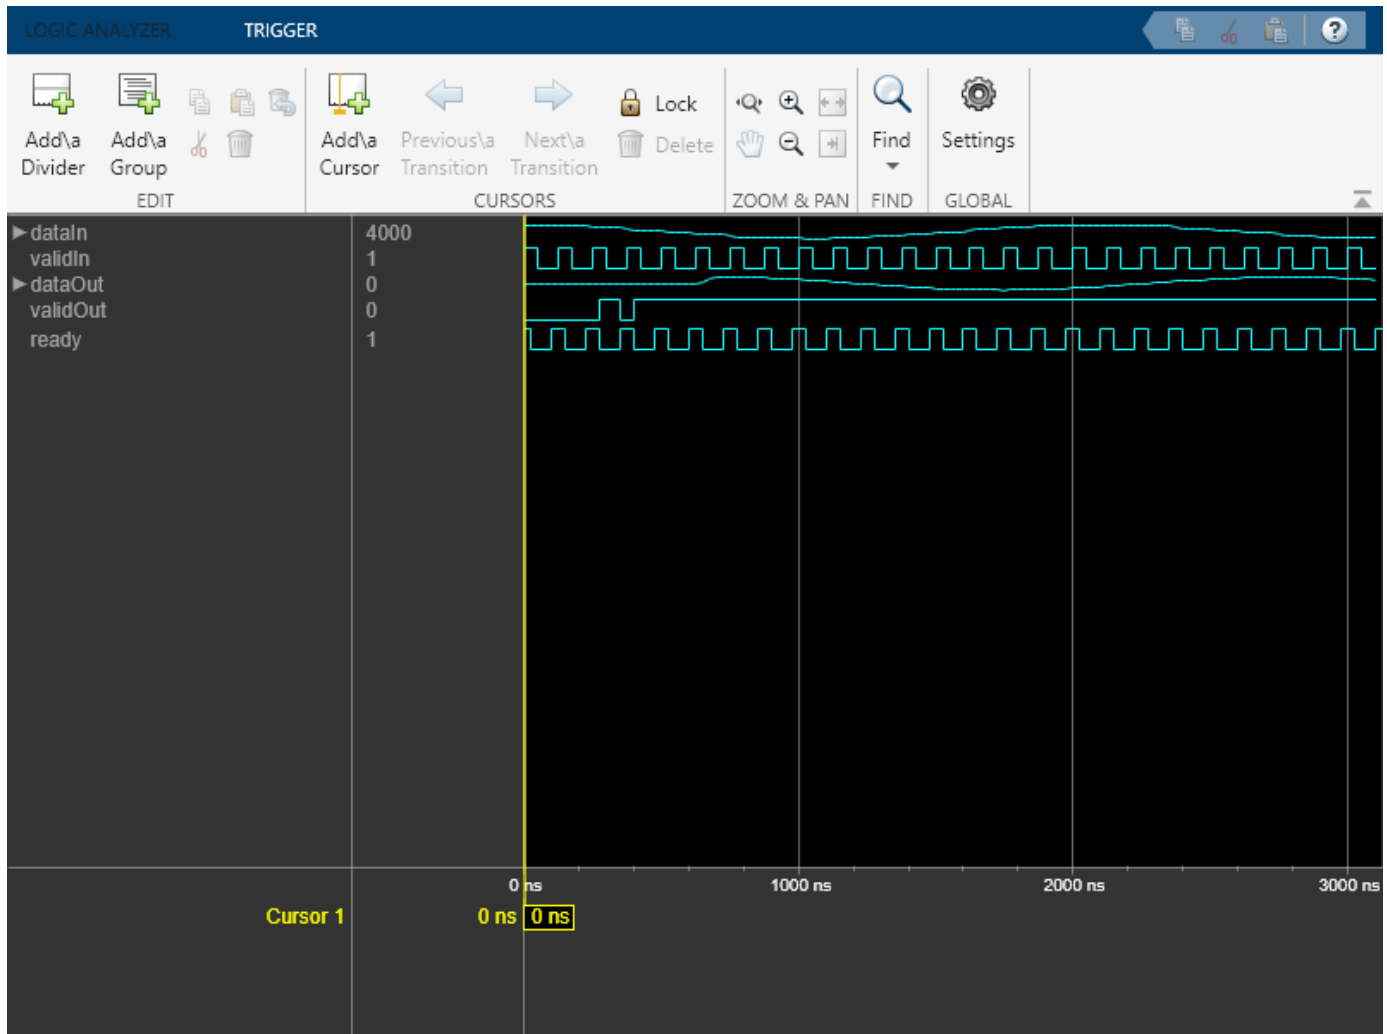 LOGIC ANALYZER TRIGGER
?
Add\a Divider
Add\a Group
EDIT
Add\a Cursor
Previous\a Transition
Next\a Transition
Lock
Delete
CURSORS
ZOOM & PAN
Find
FIND
Settings
GLOBAL
dataIn 4000
validIn 1
dataOut 0
validOut 0
ready 1
0 ns 1000 ns 2000 ns 3000 ns
Cursor 1 0 ns 0 ns